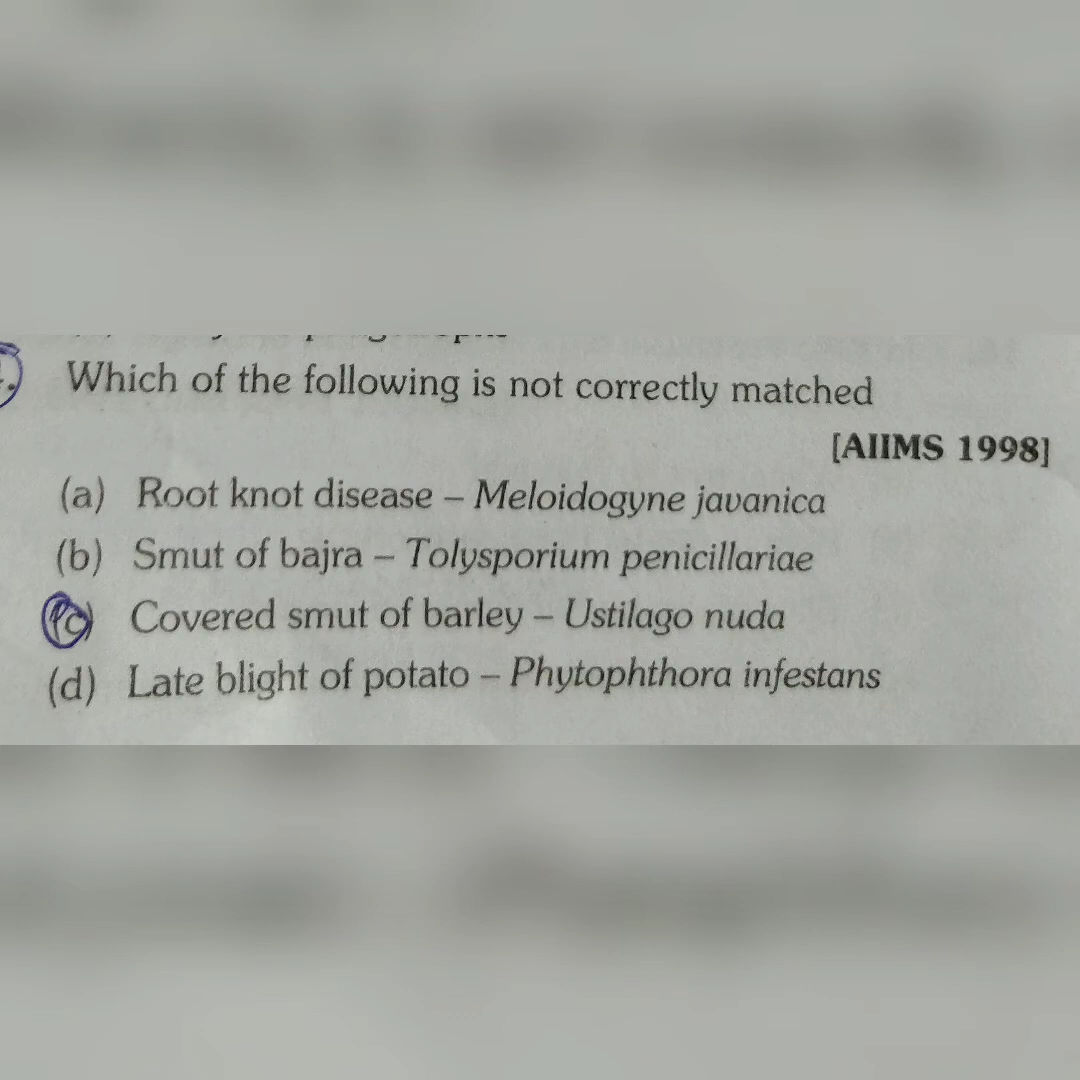 Which of the following is not correctly matched
[AIIMS 1998]
(a) Root knot disease – Meloidogyne javanica
(b) Smut of bajra – Tolysporium penicillariae
(c) Covered smut of barley – Ustilago nuda
(d) Late blight of potato – Phytophthora infestans